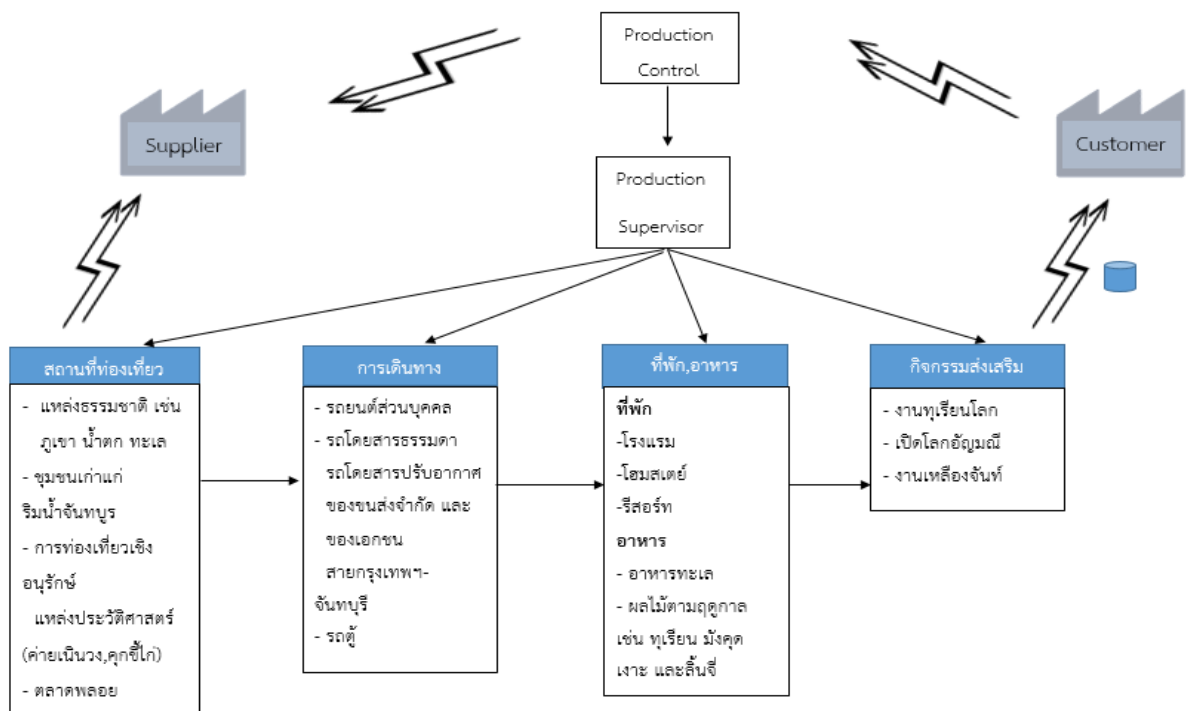 Production
Control
Supplier
Customer
Production
Supervisor
สถานที่ท่องเที่ยว
- แหล่งธรรมชาติ เช่น
ภูเขา น้ำตก ทะเล
- ชุมชนเก่าแก่
ริมน้ำจันทบูร
- การท่องเที่ยวเชิง
อนุรักษ์
แหล่งประวัติศาสตร์
(ค่ายเนินวง,คุกขี้ไก่)
- ตลาดพลอย
การเดินทาง
- รถยนต์ส่วนบุคคล
- รถโดยสารธรรมดา
รถโดยสารปรับอากาศ
ของขนส่งจำกัด และ
ของเอกชน
สายกรุงเทพฯ-
จันทบุรี
- รถตู้
ที่พัก,อาหาร
ที่พัก
-โรงแรม
-โฮมสเตย์
-รีสอร์ท
อาหาร
- อาหารทะเล
- ผลไม้ตามฤดูกาล
เช่น ทุเรียน มังคุด
เงาะ และลิ้นจี่
กิจกรรมส่งเสริม
- งานทุเรียนโลก
- เปิดโลกอัญมณี
- งานเหลืองจันท์